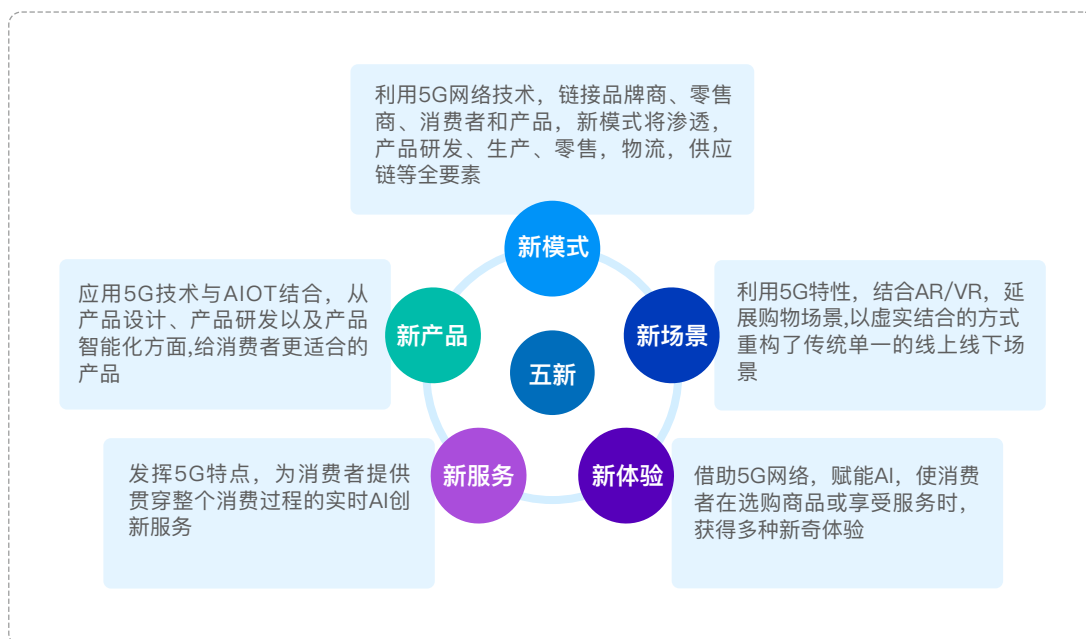 利用5G网络技术，链接品牌商、零售
商、消费者和产品，新模式将渗透，
产品研发、生产、零售，物流，供应
链等全要素
新模式
应用5G技术与AIOT结合，从
产品设计、产品研发以及产品
智能化方面,给消费者更适合的
产品
新产品
五新
新场景
利用5G特性，结合AR/VR，延
展购物场景,以虚实结合的方式
重构了传统单一的线上线下场
景
发挥5G特点，为消费者提供
贯穿整个消费过程的实时AI创
新服务
新服务
新体验
借助5G网络，赋能AI，使消费
者在选购商品或享受服务时，
获得多种新奇体验